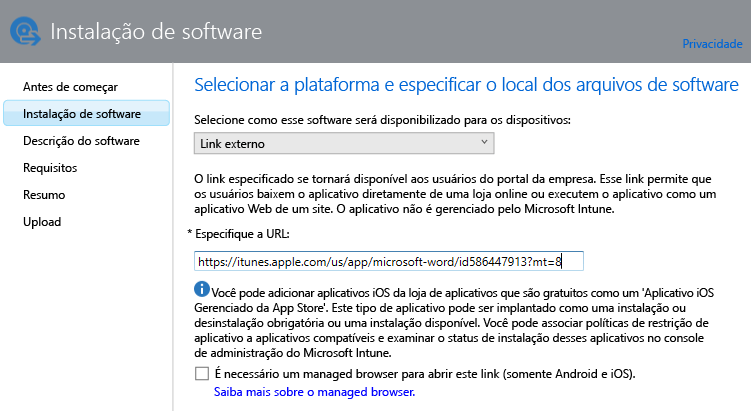 Instalação de software
Privacidade
Antes de começar
Instalação de software
Descrição do software
Requisitos
Resumo
Upload
Selecionar a plataforma e especificar o local dos arquivos de software
Selecione como esse software será disponibilizado para os dispositivos:
Link externo
O link especificado se tornará disponível aos usuários do portal da empresa. Esse link permite que
os usuários baixem o aplicativo diretamente de uma loja online ou executem o aplicativo como um
aplicativo Web de um site. O aplicativo não é gerenciado pelo Microsoft Intune.
* Especifique a URL:
https://itunes.apple.com/us/app/microsoft-word/id586447913?mt=8
Você pode adicionar aplicativos iOS da loja de aplicativos que são gratuitos como um 'Aplicativo iOS
Gerenciado da App Store'. Este tipo de aplicativo pode ser implantado como uma instalação ou
desinstalação obrigatória ou uma instalação disponível. Você pode associar políticas de restrição de
aplicativo a aplicativos compatíveis e examinar o status de instalação desses aplicativos no console
de administração do Microsoft Intune.
É necessário um managed browser para abrir este link (somente Android e iOS).
Saiba mais sobre o managed browser.